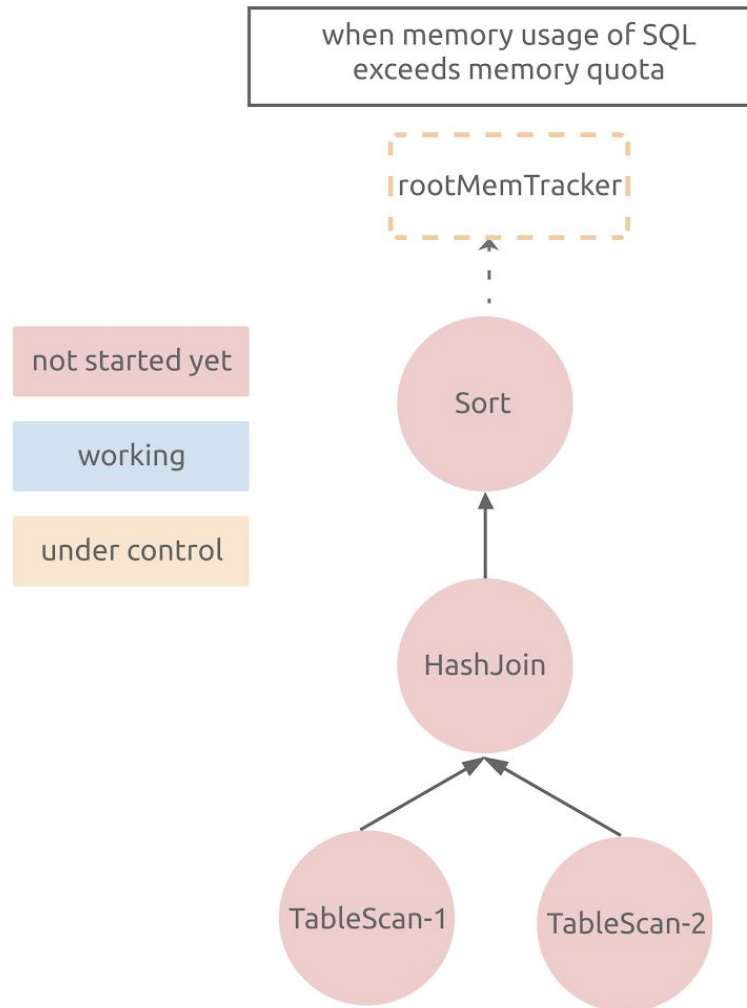 when memory usage of SQL
exceeds memory quota
rootMemTracker
not started yet
Sort
working
under control
HashJoin
TableScan-1
TableScan-2